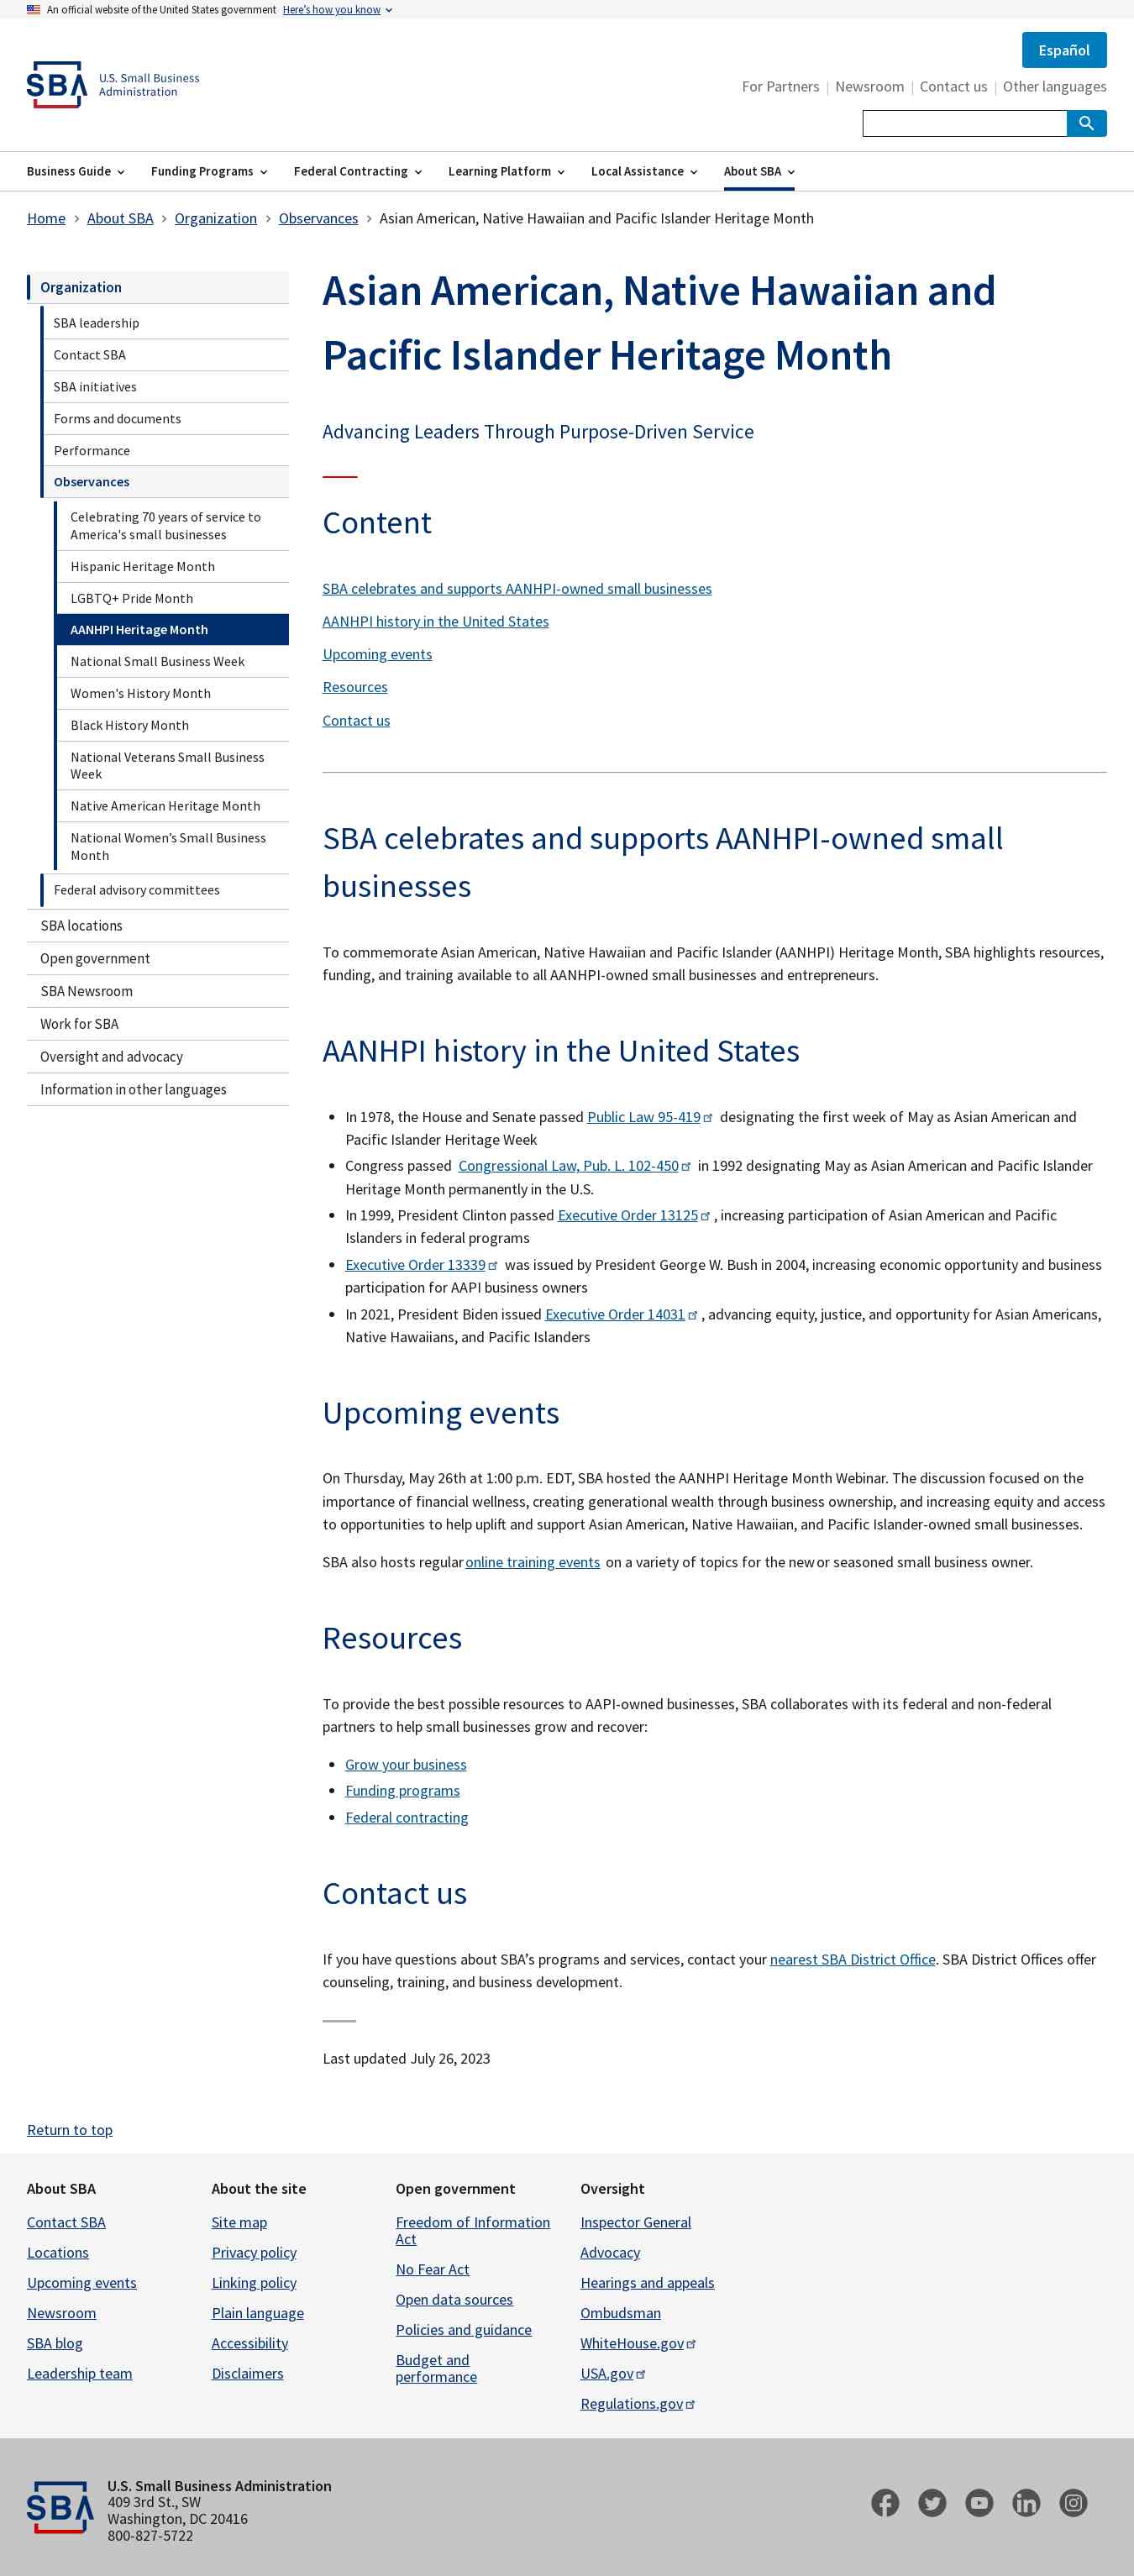 An official website of the United States government Here's how you know
Español
SBA U.S. Small Business
Administration
For Partners | Newsroom | Contact us | Other languages
Business Guide Funding Programs Federal Contracting Learning Platform Local Assistance About SBA
Home > About SBA > Organization > Observances > Asian American, Native Hawaiian and Pacific Islander Heritage Month
Organization
SBA leadership
Contact SBA
SBA initiatives
Forms and documents
Performance
Observances
Celebrating 70 years of service to
America's small businesses
Hispanic Heritage Month
LGBTQ+ Pride Month
AANHPI Heritage Month
National Small Business Week
Women's History Month
Black History Month
National Veterans Small Business
Week
Native American Heritage Month
National Women’s Small Business
Month
Federal advisory committees
SBA locations
Open government
SBA Newsroom
Work for SBA
Oversight and advocacy
Information in other languages
Asian American, Native Hawaiian and
Pacific Islander Heritage Month
Advancing Leaders Through Purpose-Driven Service
Content
SBA celebrates and supports AANHPI-owned small businesses
AANHPI history in the United States
Upcoming events
Resources
Contact us
SBA celebrates and supports AANHPI-owned small
businesses
To commemorate Asian American, Native Hawaiian and Pacific Islander (AANHPI) Heritage Month, SBA highlights resources,
funding, and training available to all AANHPI-owned small businesses and entrepreneurs.
AANHPI history in the United States
• In 1978, the House and Senate passed Public Law 95-419 designating the first week of May as Asian American and
Pacific Islander Heritage Week
• Congress passed Congressional Law, Pub. L. 102-450 in 1992 designating May as Asian American and Pacific Islander
Heritage Month permanently in the U.S.
• In 1999, President Clinton passed Executive Order 13125 , increasing participation of Asian American and Pacific
Islanders in federal programs
• Executive Order 13339 was issued by President George W. Bush in 2004, increasing economic opportunity and business
participation for AAPI business owners
• In 2021, President Biden issued Executive Order 14031 , advancing equity, justice, and opportunity for Asian Americans,
Native Hawaiians, and Pacific Islanders
Upcoming events
On Thursday, May 26th at 1:00 p.m. EDT, SBA hosted the AANHPI Heritage Month Webinar. The discussion focused on the
importance of financial wellness, creating generational wealth through business ownership, and increasing equity and access
to opportunities to help uplift and support Asian American, Native Hawaiian, and Pacific Islander-owned small businesses.
SBA also hosts regular online training events on a variety of topics for the new or seasoned small business owner.
Resources
To provide the best possible resources to AAPI-owned businesses, SBA collaborates with its federal and non-federal
partners to help small businesses grow and recover:
• Grow your business
• Funding programs
• Federal contracting
Contact us
If you have questions about SBA’s programs and services, contact your nearest SBA District Office. SBA District Offices offer
counseling, training, and business development.
Last updated July 26, 2023
Return to top
About SBA
Contact SBA
Locations
Upcoming events
Newsroom
SBA blog
Leadership team
About the site
Site map
Privacy policy
Linking policy
Plain language
Accessibility
Disclaimers
Open government
Freedom of Information
Act
No Fear Act
Open data sources
Policies and guidance
Budget and
performance
Oversight
Inspector General
Advocacy
Hearings and appeals
Ombudsman
WhiteHouse.gov
USA.gov
Regulations.gov
SBA
U.S. Small Business Administration
409 3rd St., SW
Washington, DC 20416
800-827-5722